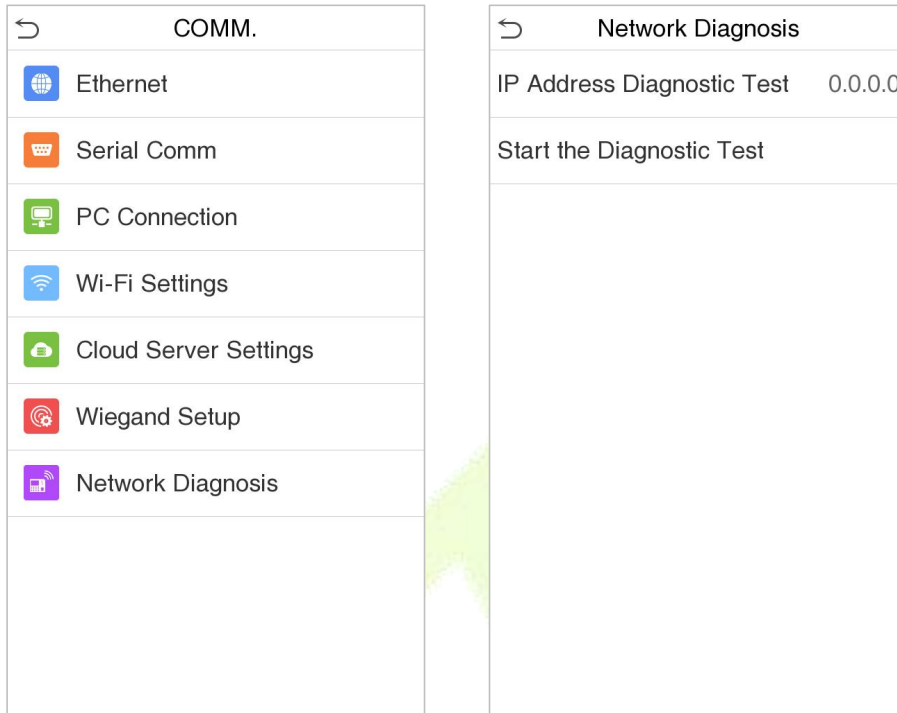 COMM.
Ethernet
Serial Comm
PC Connection
Wi-Fi Settings
Cloud Server Settings
Wiegand Setup
Network Diagnosis
Network Diagnosis
IP Address Diagnostic Test 0.0.0.0
Start the Diagnostic Test